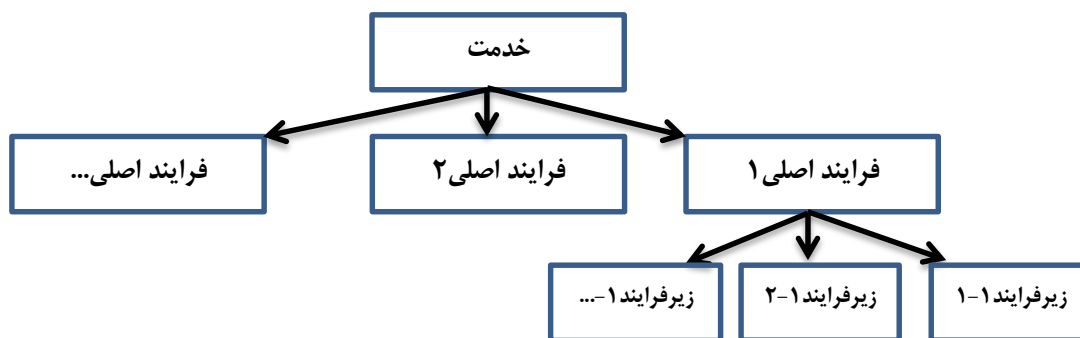 خدمت
فرایند اصلی۱
فرایند اصلی۲
فرایند اصلی...
زیرفرایند۱-۱
زیرفرایند۱-۲
زیرفرایند۱-...